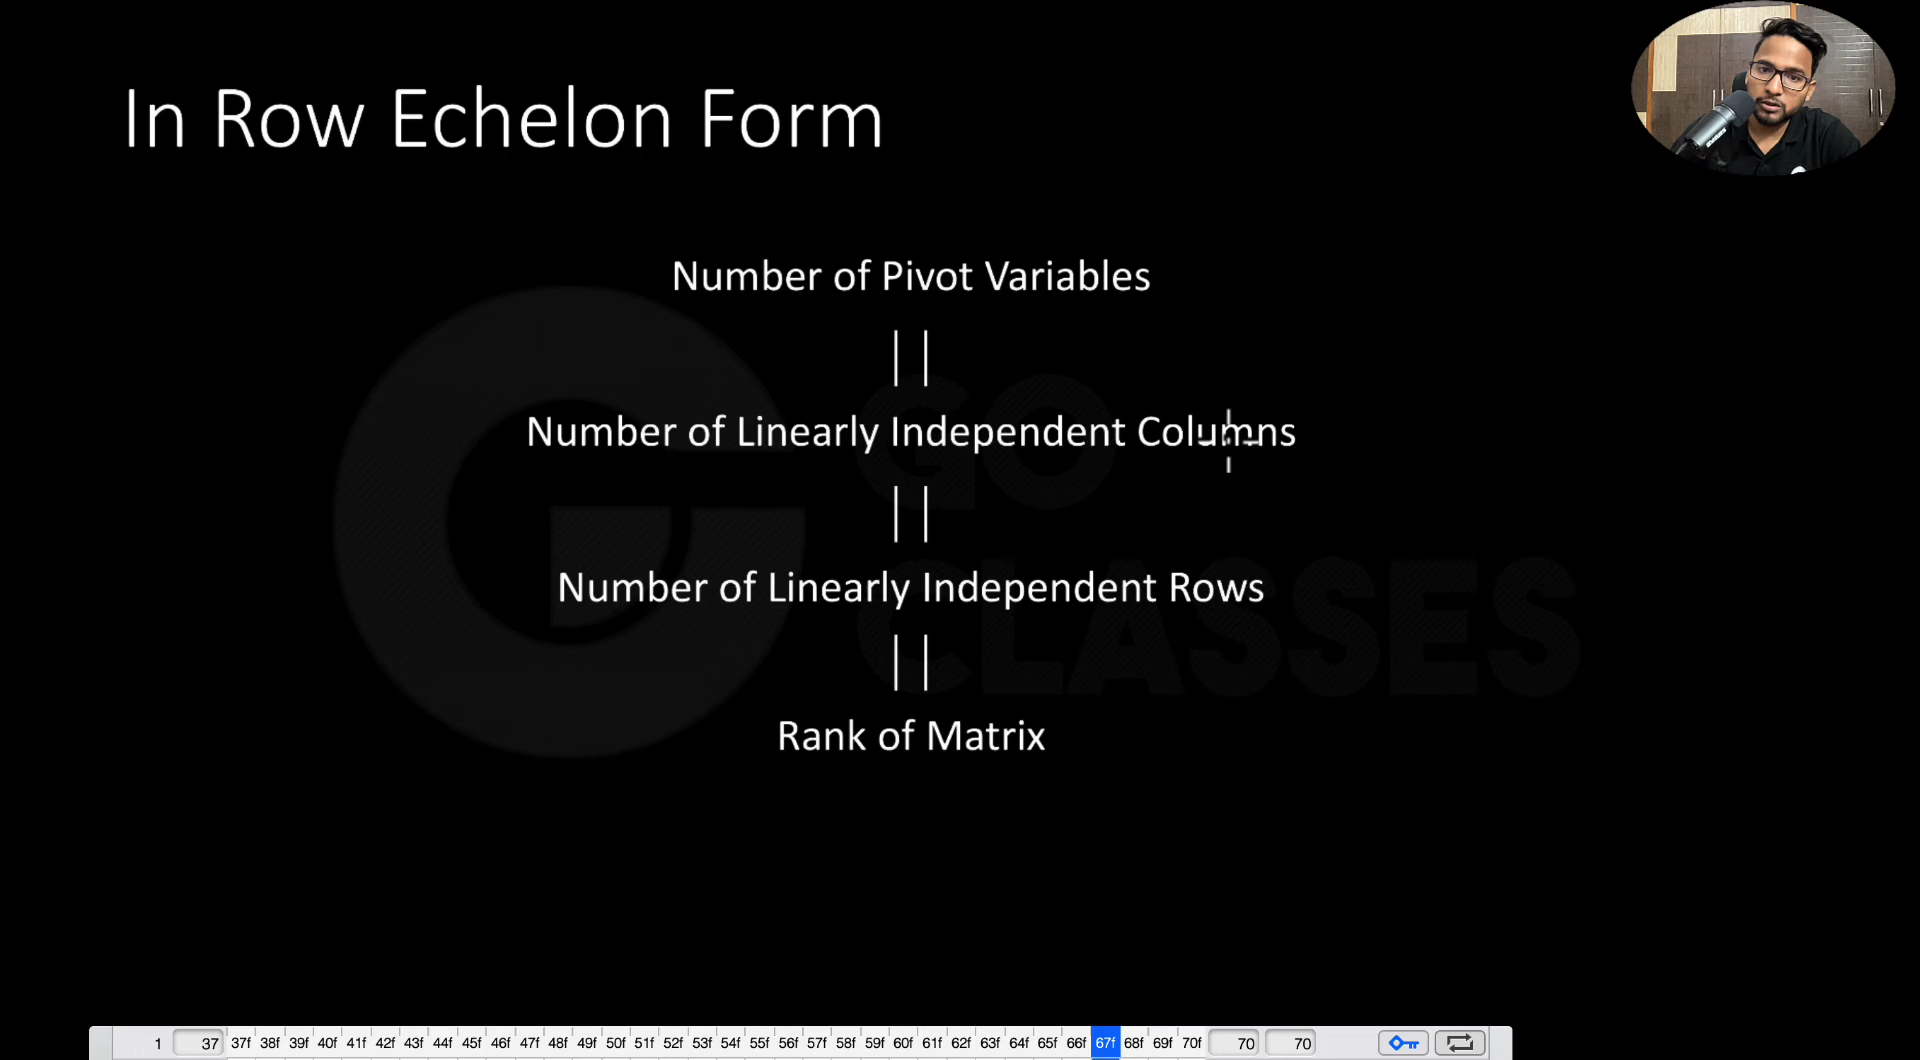 In Row Echelon Form
Number of Pivot Variables
||
Number of Linearly Independent Columns
||
Number of Linearly Independent Rows
||
Rank of Matrix
GO
CLASSES
1 37 37f 38f 39f 40f 41f 42f 43f 44f 45f 46f 47f 48f 49f 50f 51f 52f 53f 54f 55f 56f 57f 58f 59f 60f 61f 62f 63f 64f 65f 66f 67f 68f 69f 70f 70 70